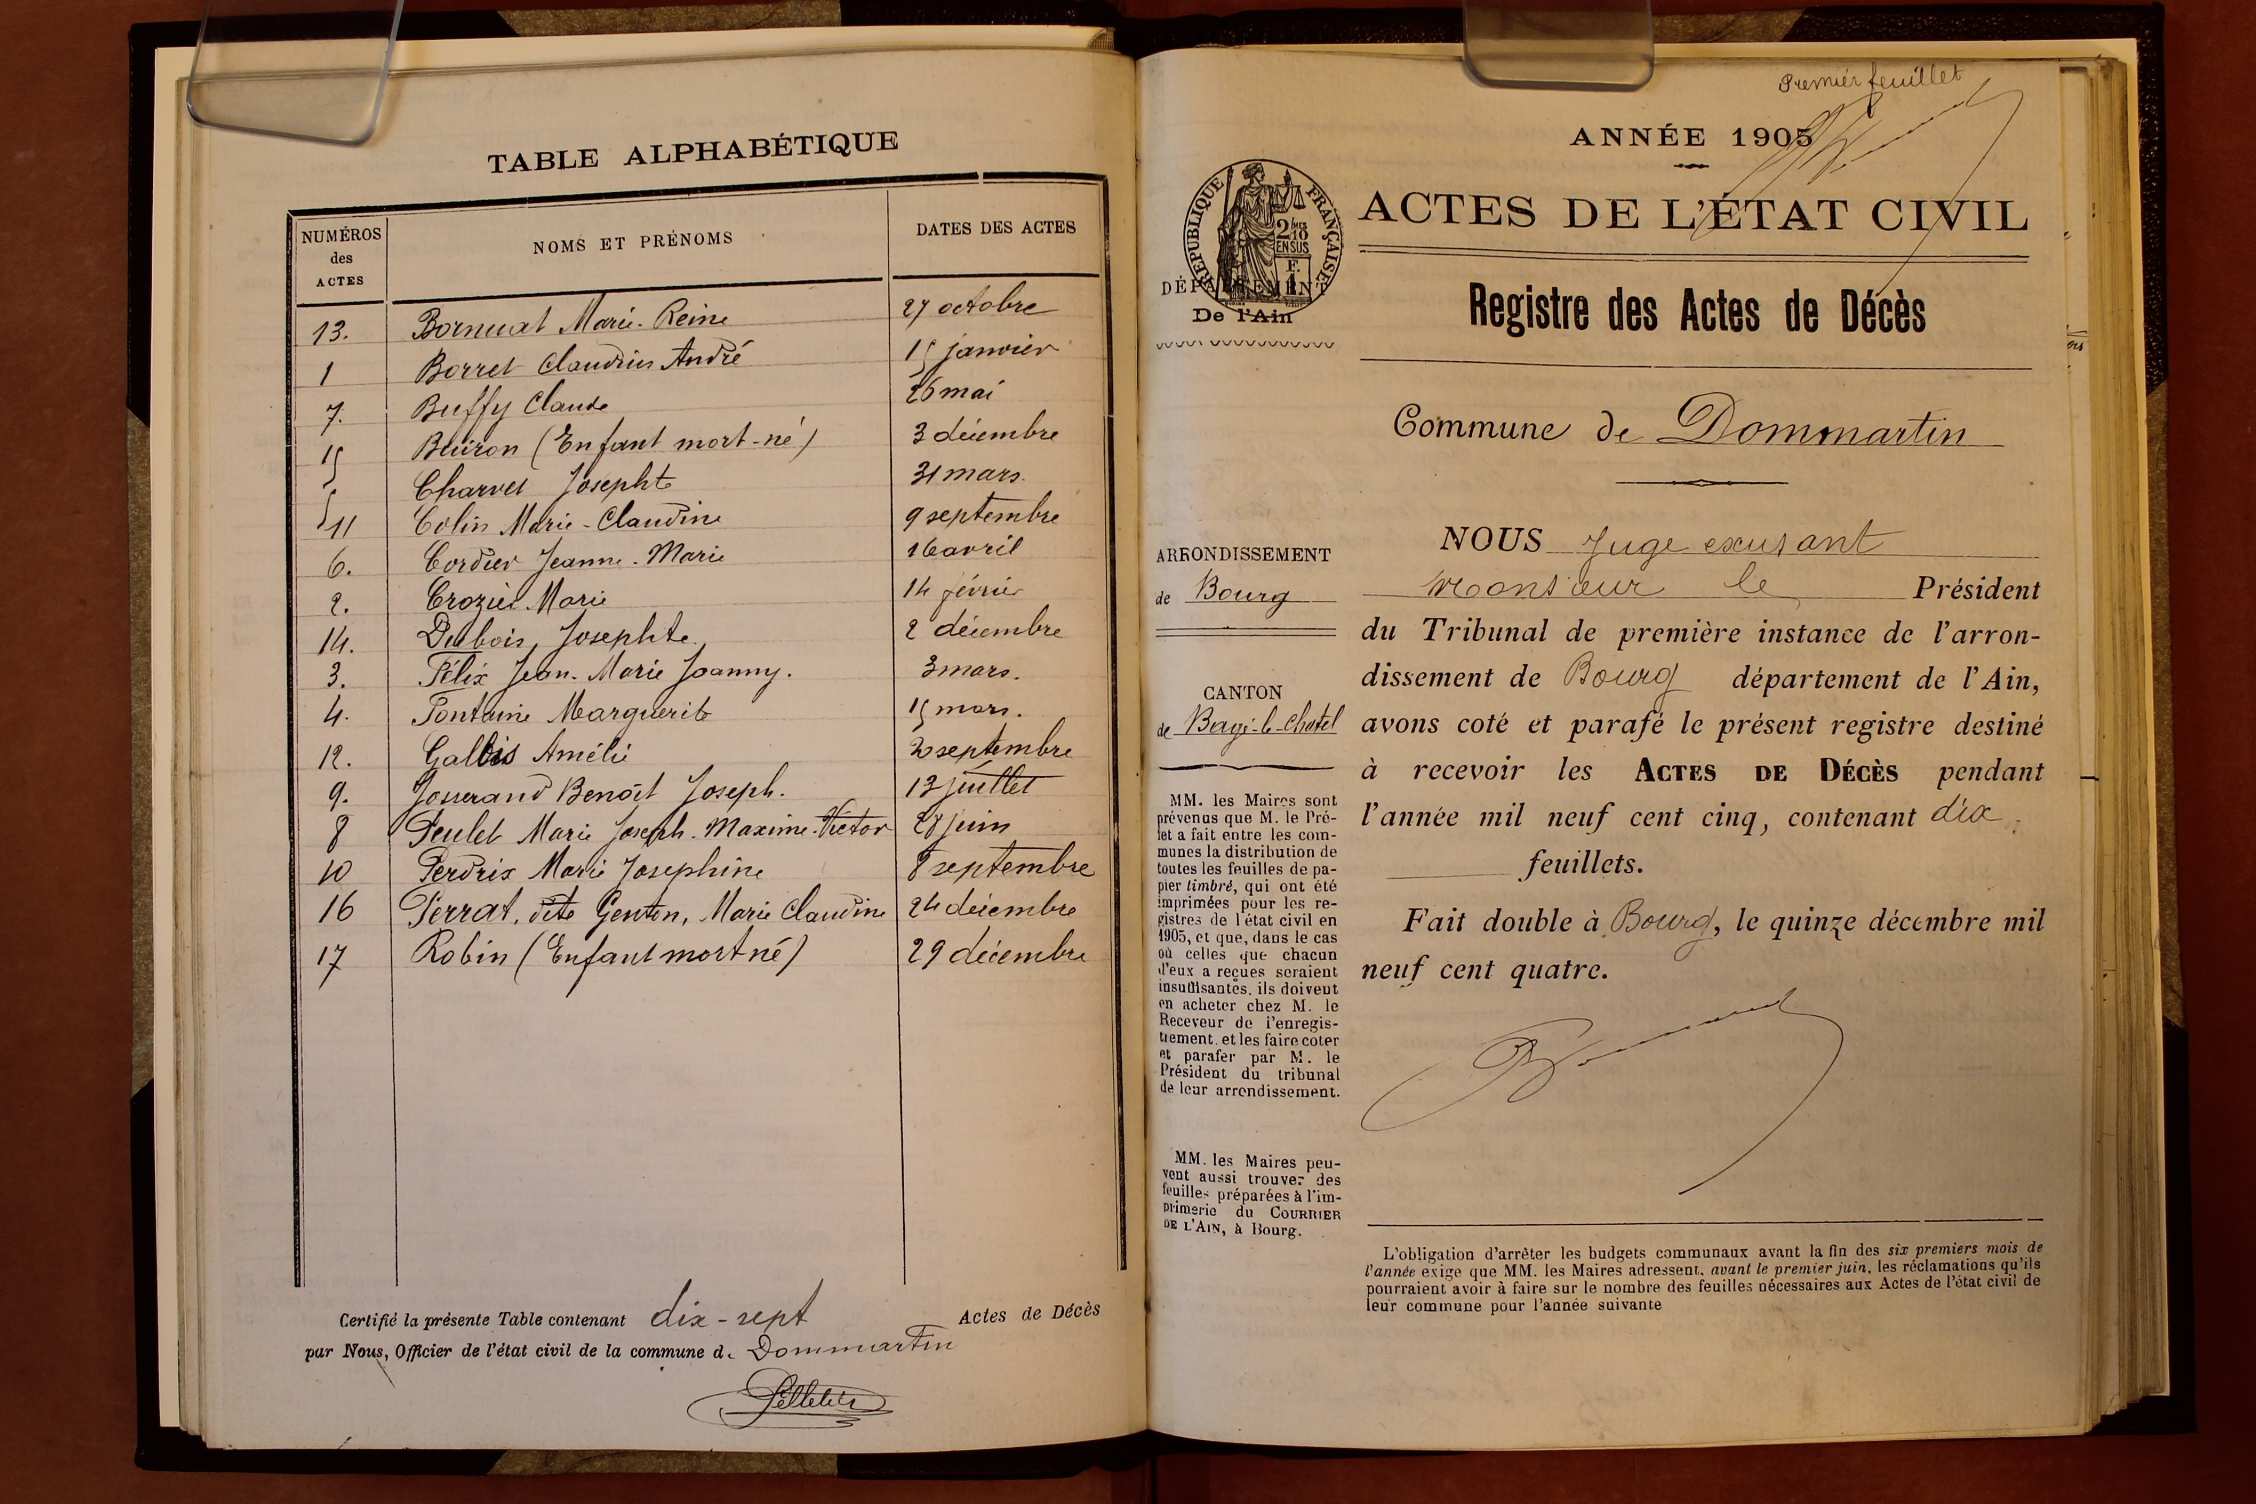 TABLE ALPHABÉTIQUE
NUMÉROS des ACTES NOMS ET PRÉNOMS DATES DES ACTES
13. Bornuat Marie-Reine 27 octobre
1 Borret Claudius André 15 janvier
7. Buffy Claude 26 mai
15 (Enfant mort-né) 3 décembre
5 Charvet Josephte 31 mars.
11 Colin Marie-Claudine 9 septembre
6. Cordier Jeanne-Marie 16 avril
2. Crozier Marie 14 février
14. Dubois, Josephte 2 décembre
3. Félix Jean-Marie Joanny. 3 mars.
4. Fontaine Marguerite 15 mars.
12. Gallois Amélie 20 septembre
9. Josserand Benoît Joseph. 13 juillet
8 Peulet Marie Joseph-Maxime-Victor 28 juin
10 Perdrix Marie Josephine 8 septembre
16 Perrat, dite Genton, Marie Claudine 24 décembre
17 Robin (Enfant mort né) 29 décembre
Certifié la présente Table contenant dix-sept Actes de Décès
par Nous, Officier de l'état civil de la commune de Dommartin
Pelletier
Premier feuillet
ANNÉE 1905
ACTES DE L'ÉTAT CIVIL
RÉPUBLIQUE FRANÇAISE
2/10 EN SUS
DÉPARTEMENT
De l'Ain
Registre des Actes de Décès
Commune de Dommartin
ARRONDISSEMENT
de Bourg
CANTON
de Bagé-le-Chatel
MM. les Maires sont
prévenus que M. le Pré-
fet a fait entre les com-
munes la distribution de
toutes les feuilles de pa-
pier timbré, qui ont été
imprimées pour les re-
gistres de l'état civil en
1905, et que, dans le cas
où celles que chacun
d'eux a reçues seraient
insuffisantes, ils doivent
en acheter chez M. le
Receveur de l'enregis-
trement, et les faire coter
et parafer par M. le
Président du tribunal
de leur arrondissement.
MM. les Maires peu-
vent aussi trouver des
feuilles préparées à l'im-
primerie du COURRIER
DE L'AIN, à Bourg.
NOUS Juge excusant
Monsieur le Président
du Tribunal de première instance de l'arron-
dissement de Bourg département de l'Ain,
avons coté et parafé le présent registre destiné
à recevoir les ACTES DE DÉCÈS pendant
l'année mil neuf cent cinq, contenant dix
feuillets.
Fait double à Bourg, le quinze décembre mil
neuf cent quatre.
L'obligation d'arrêter les budgets communaux avant la fin des six premiers mois de
l'année exige que MM. les Maires adressent, avant le premier juin, les réclamations qu'ils
pourraient avoir à faire sur le nombre des feuilles nécessaires aux Actes de l'état civil de
leur commune pour l'année suivante